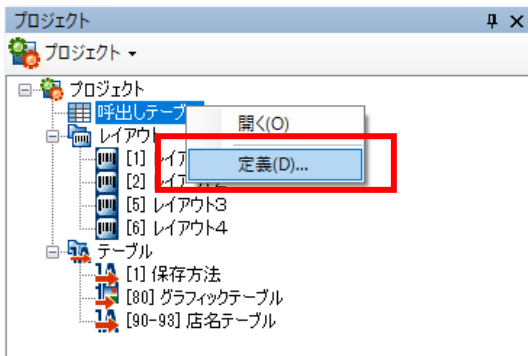 プロジェクト
プロジェクト
プロジェクト
呼出しテーブ
開く(O)
レイアウト
定義(D)...
[1] レイア
[2]
[5] レイアウト3
[6] レイアウト4
テーブル
[1] 保存方法
[80] グラフィックテーブル
[90-93] 店名テーブル